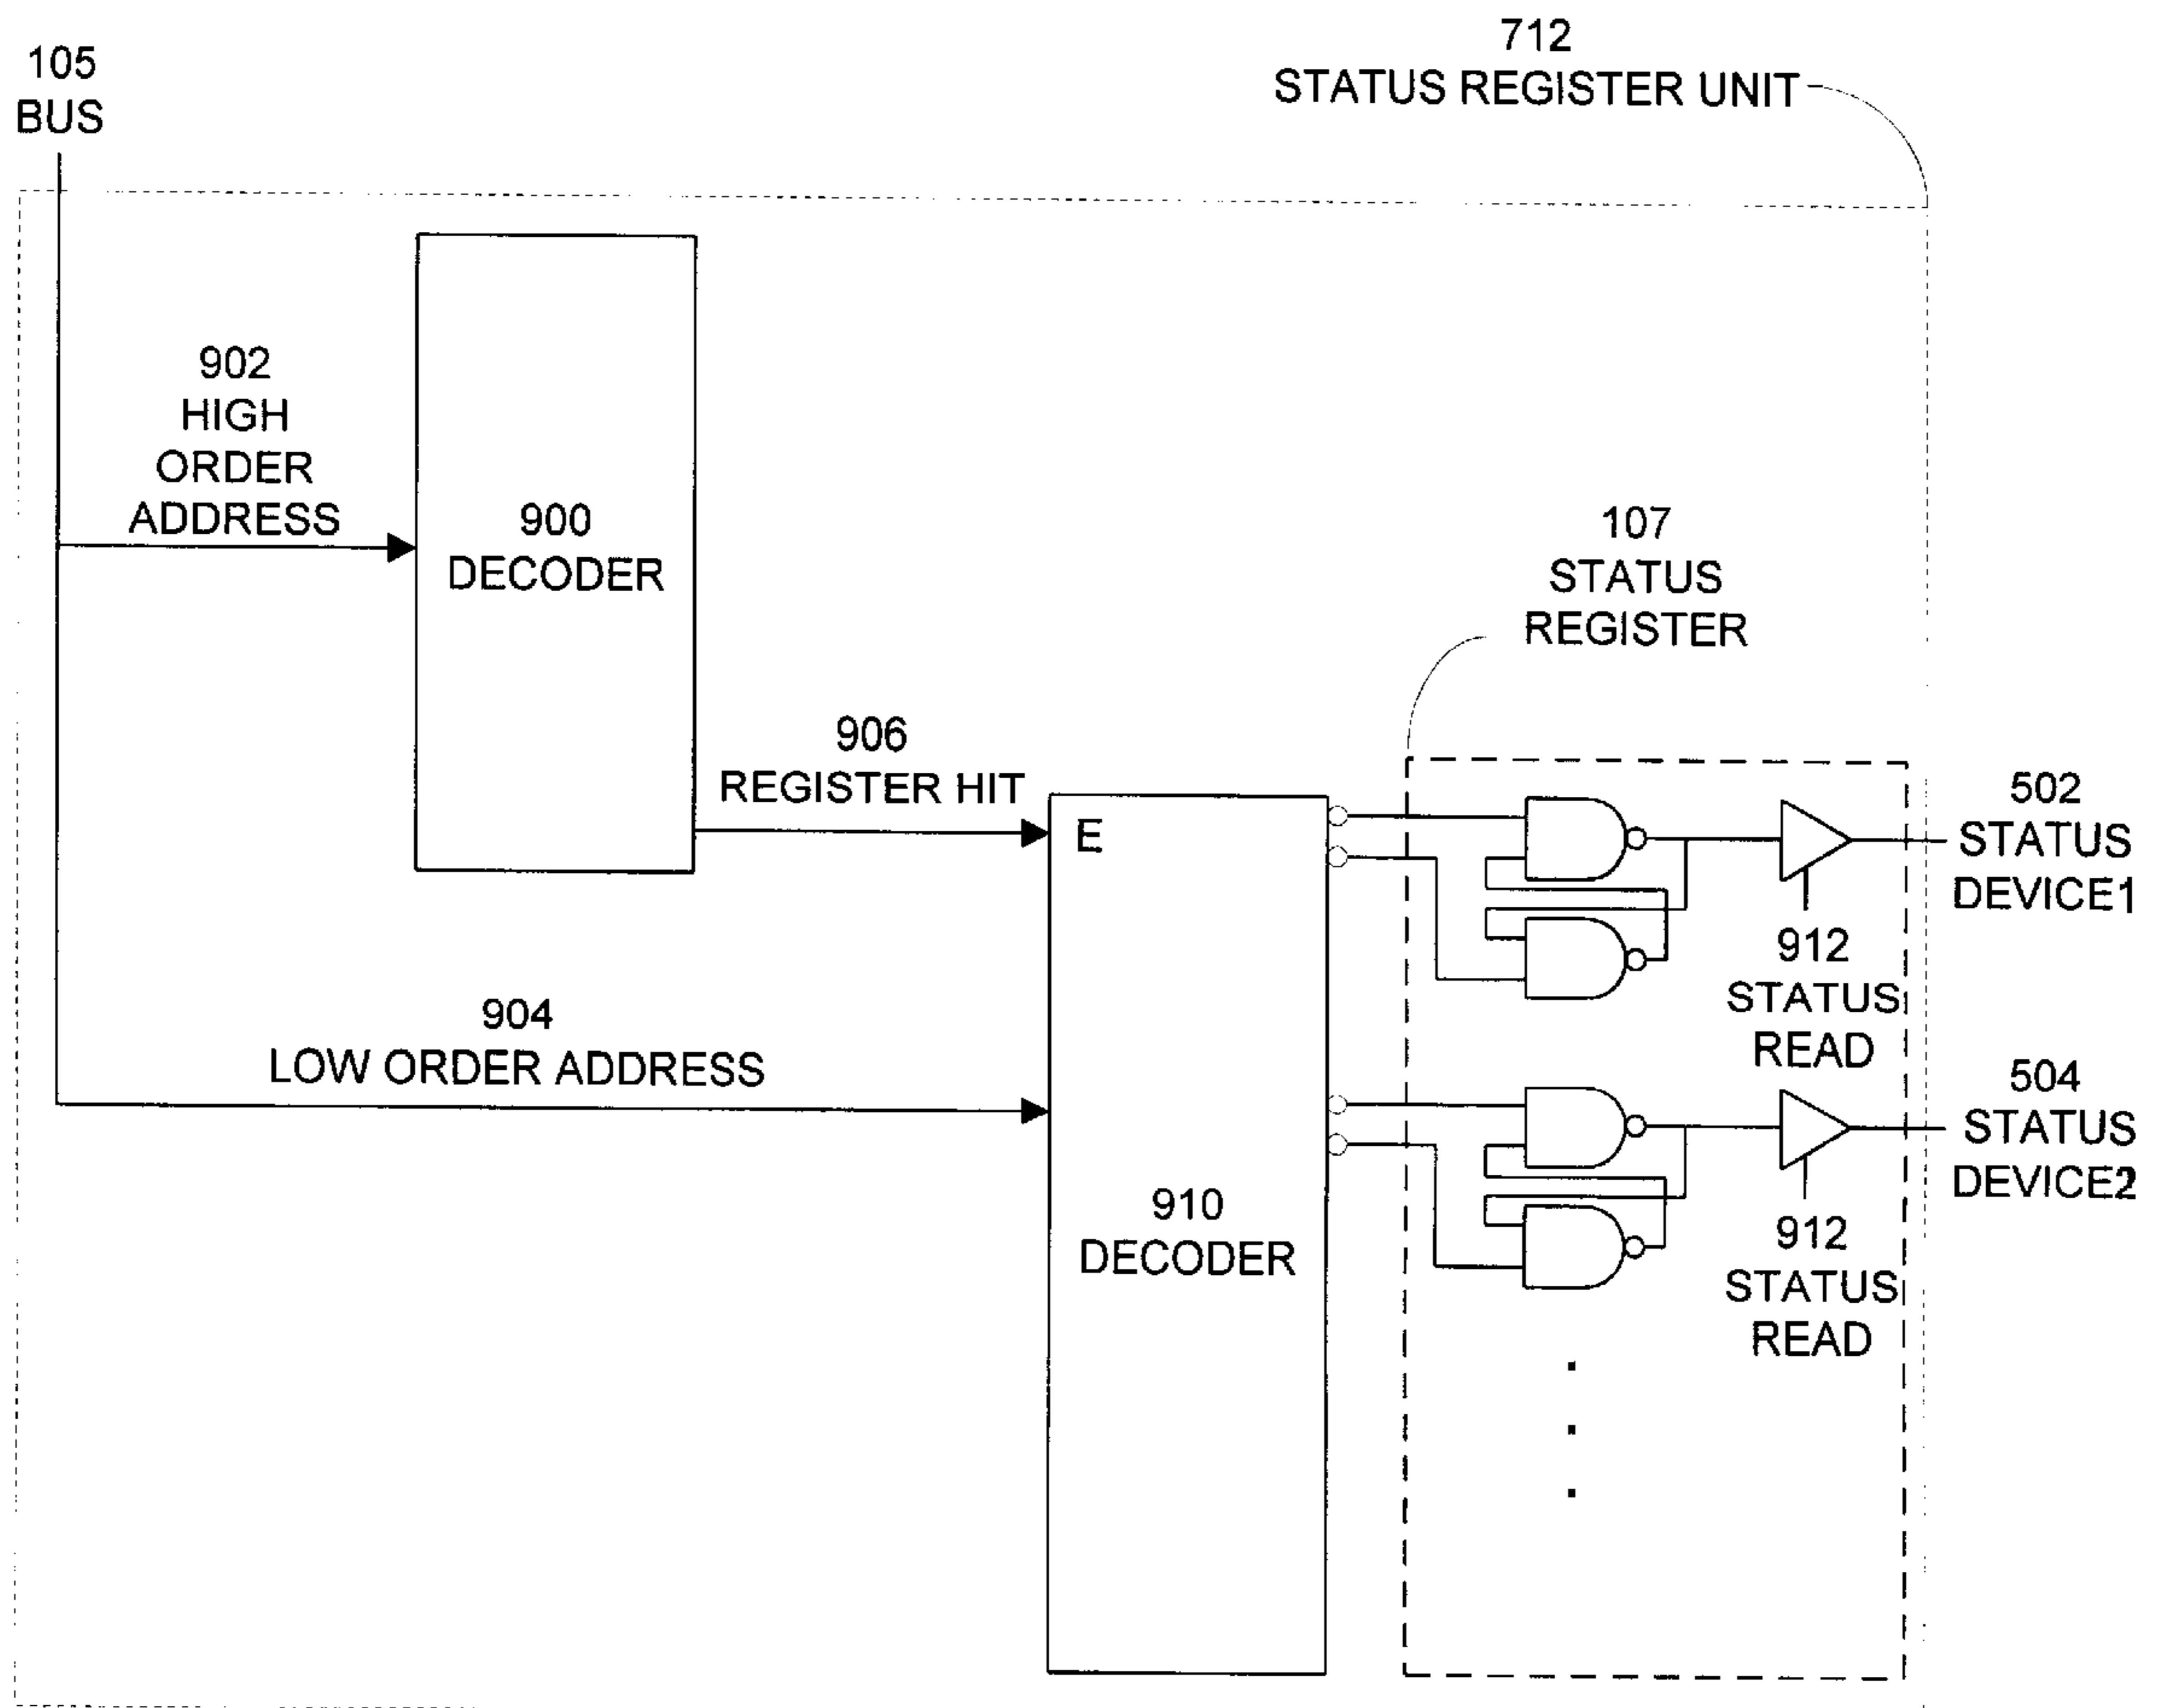 712
STATUS REGISTER UNIT
105
BUS
902
HIGH
ORDER
ADDRESS
900
DECODER
107
STATUS
REGISTER
906
REGISTER HIT
E
502
STATUS
DEVICE1
912
STATUS
READ
904
LOW ORDER ADDRESS
504
STATUS
DEVICE2
910
DECODER
912
STATUS
READ